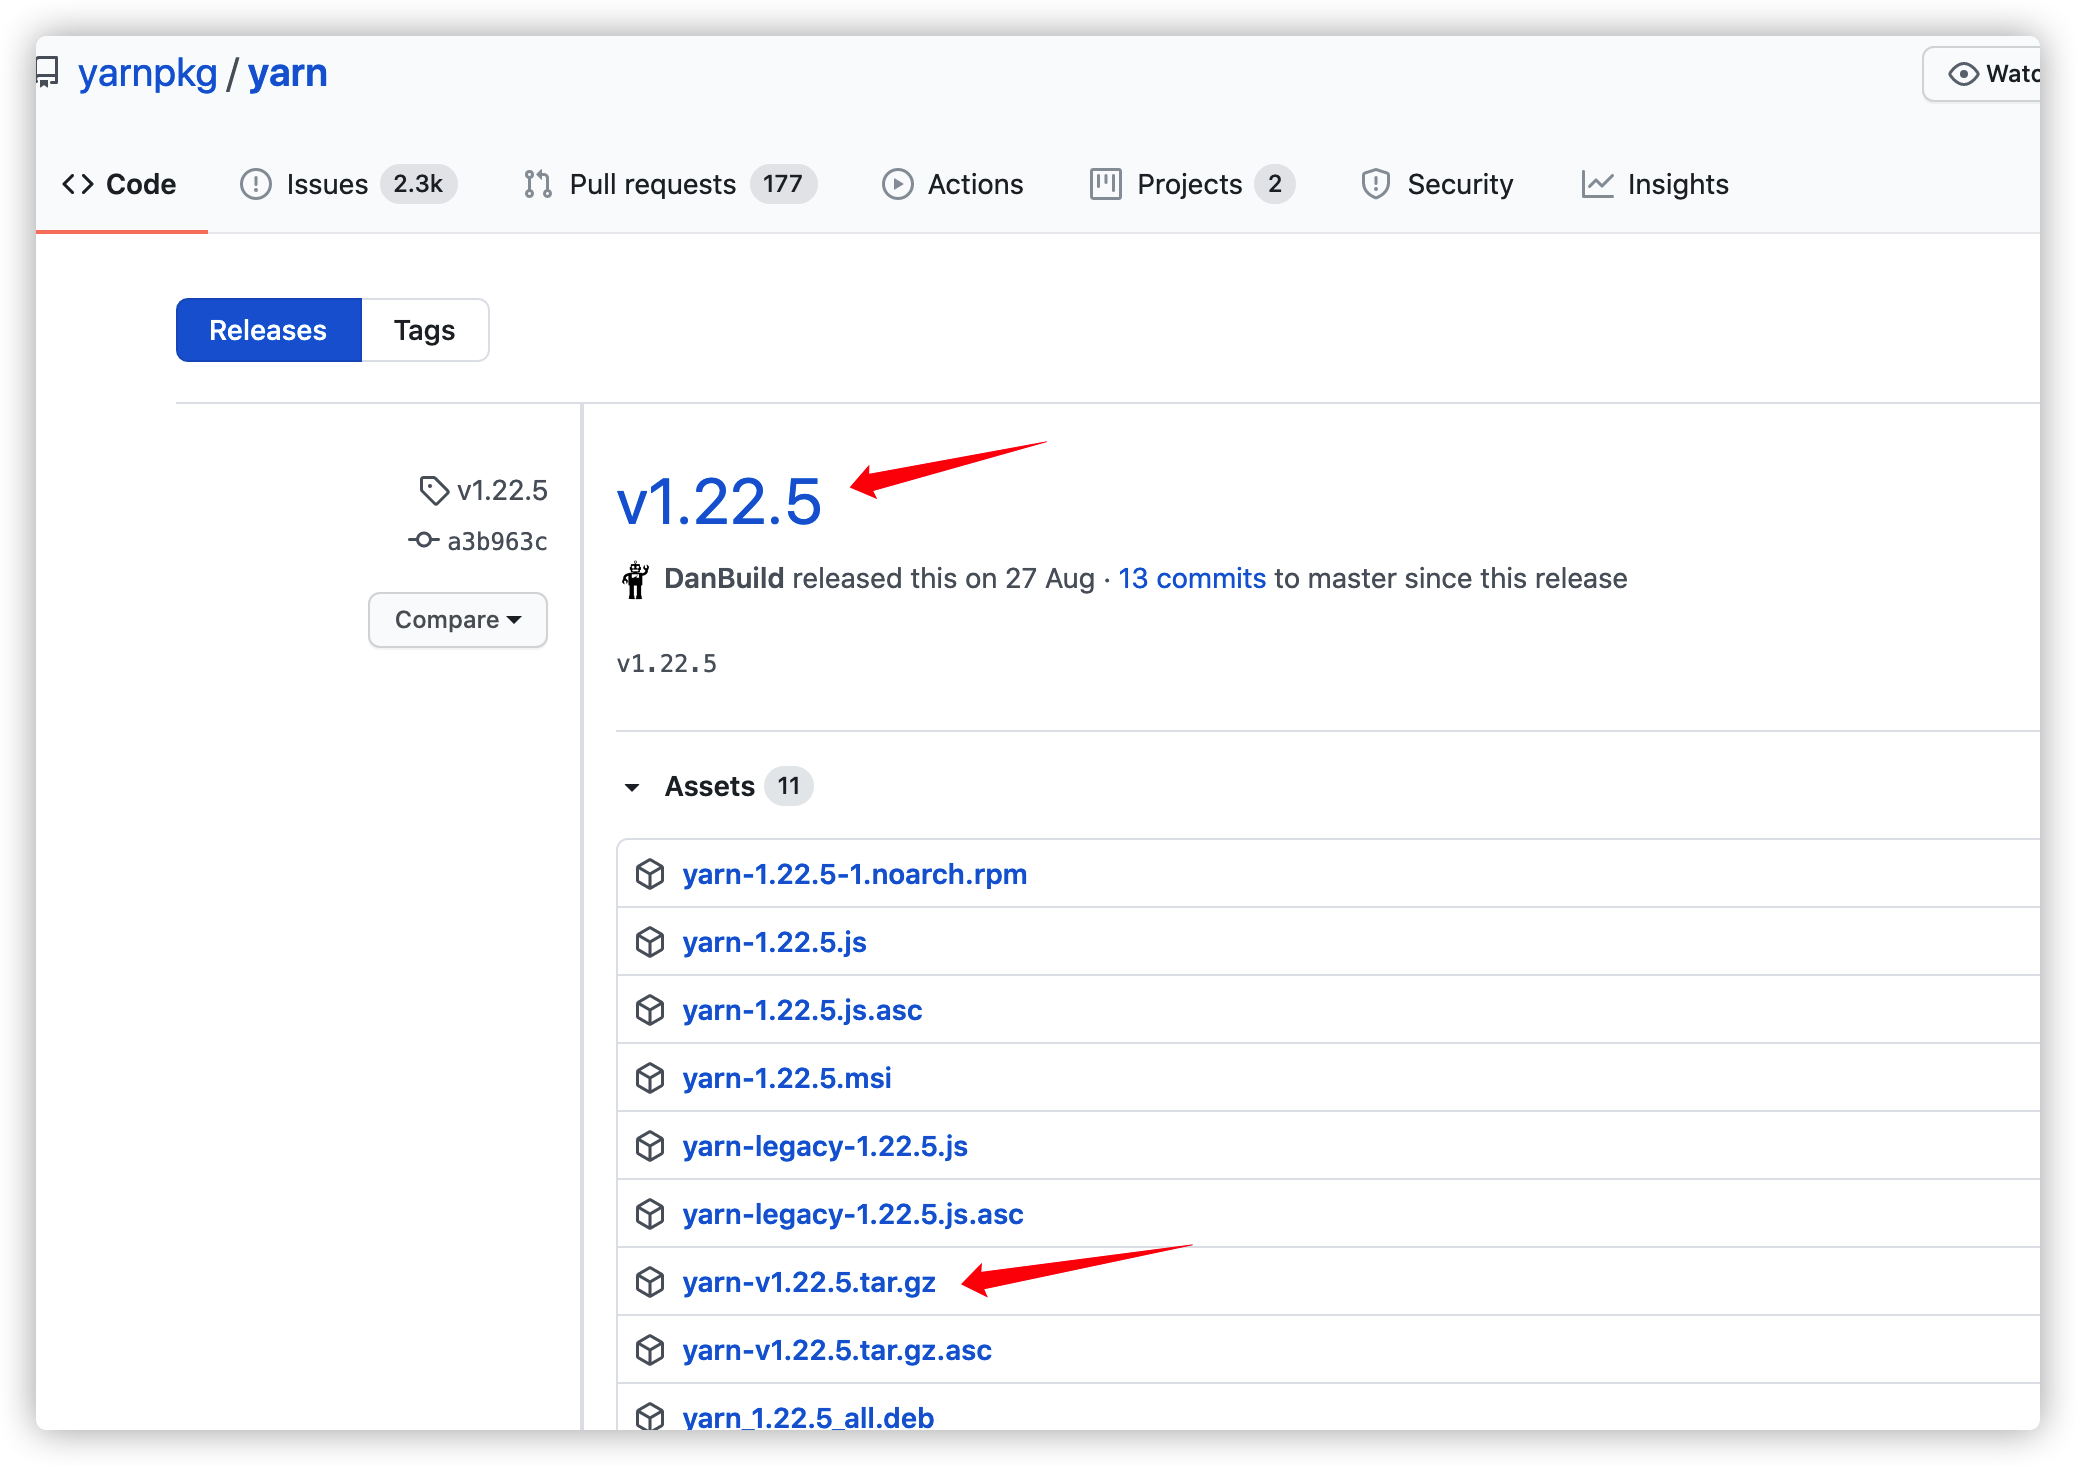 yarnpkg / yarn
Watc
Code Issues 2.3k Pull requests 177 Actions Projects 2 Security Insights
Releases Tags
v1.22.5
a3b963c
Compare
v1.22.5
DanBuild released this on 27 Aug · 13 commits to master since this release
v1.22.5
Assets 11
yarn-1.22.5-1.noarch.rpm
yarn-1.22.5.js
yarn-1.22.5.js.asc
yarn-1.22.5.msi
yarn-legacy-1.22.5.js
yarn-legacy-1.22.5.js.asc
yarn-v1.22.5.tar.gz
yarn-v1.22.5.tar.gz.asc
yarn_1.22.5_all.deb